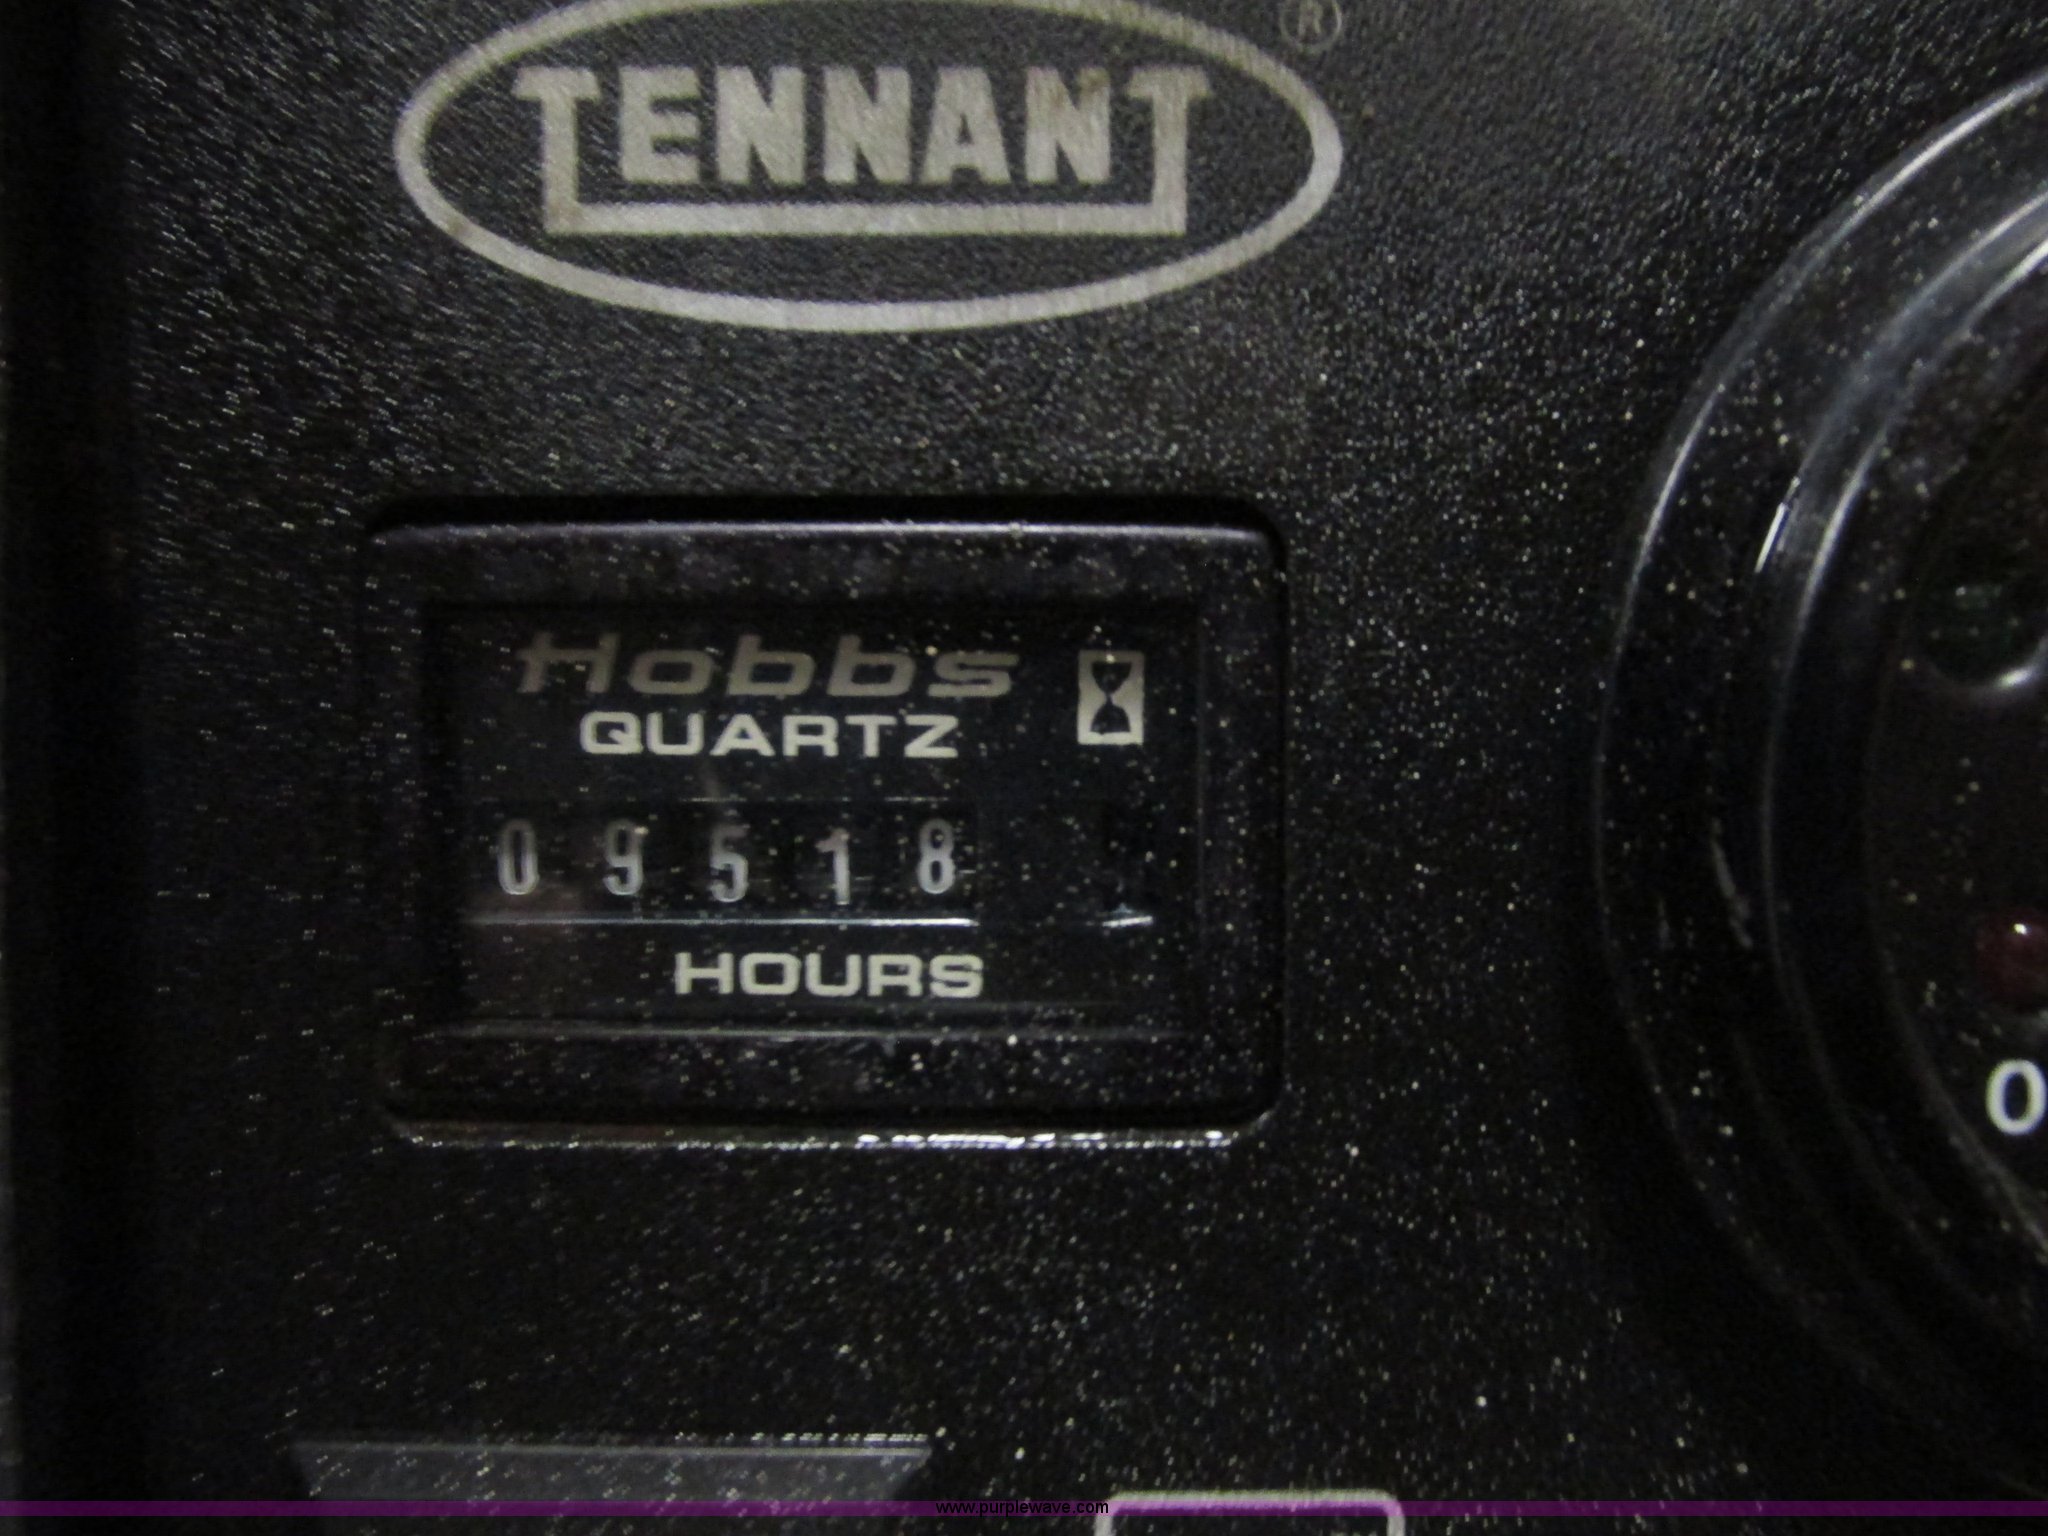 TENNANT®
Hobbs
QUARTZ
09518
HOURS
0
www.purplewave.com